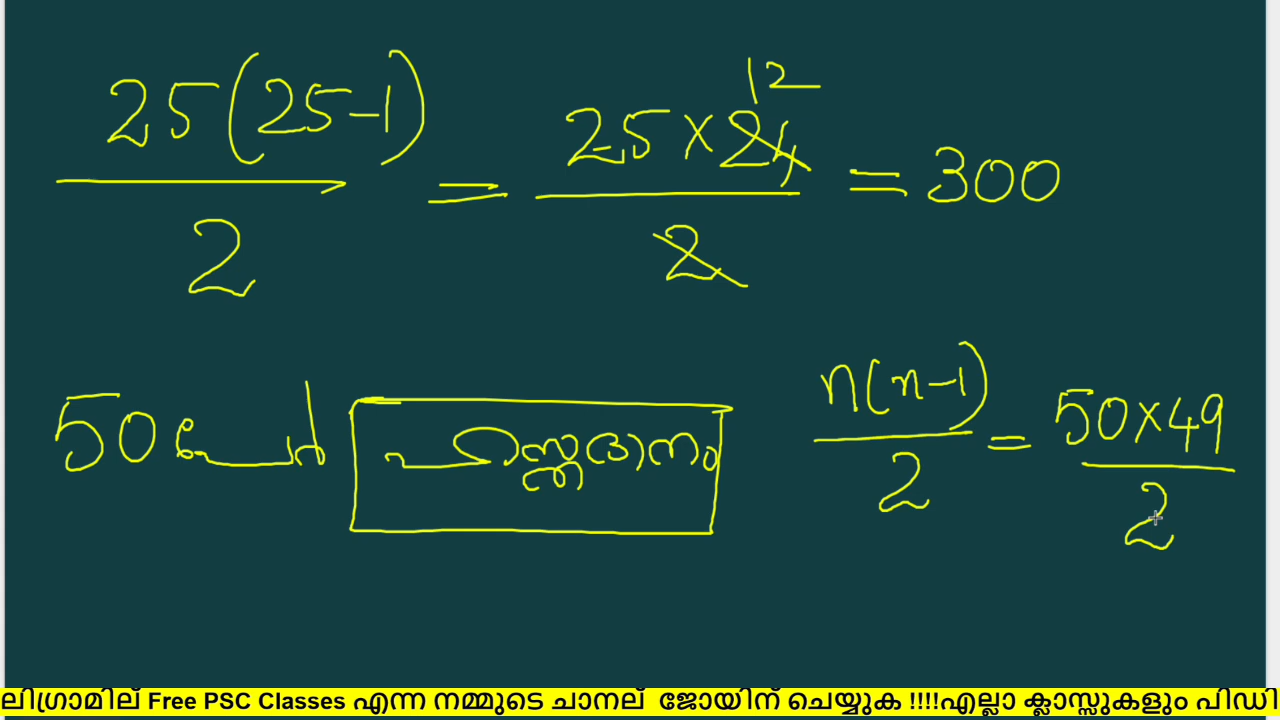 25(25-1)/2 = 25×24/2 = 300
12
50 പേർ ഹസ്തദാനം n(n-1)/2 = 50×49/2
ലിഗ്രാമില് Free PSC Classes എന്ന നമ്മുടെ ചാനല് ജോയിന് ചെയ്യുക !!!!എല്ലാ ക്ലാസ്സുകളും പിഡി